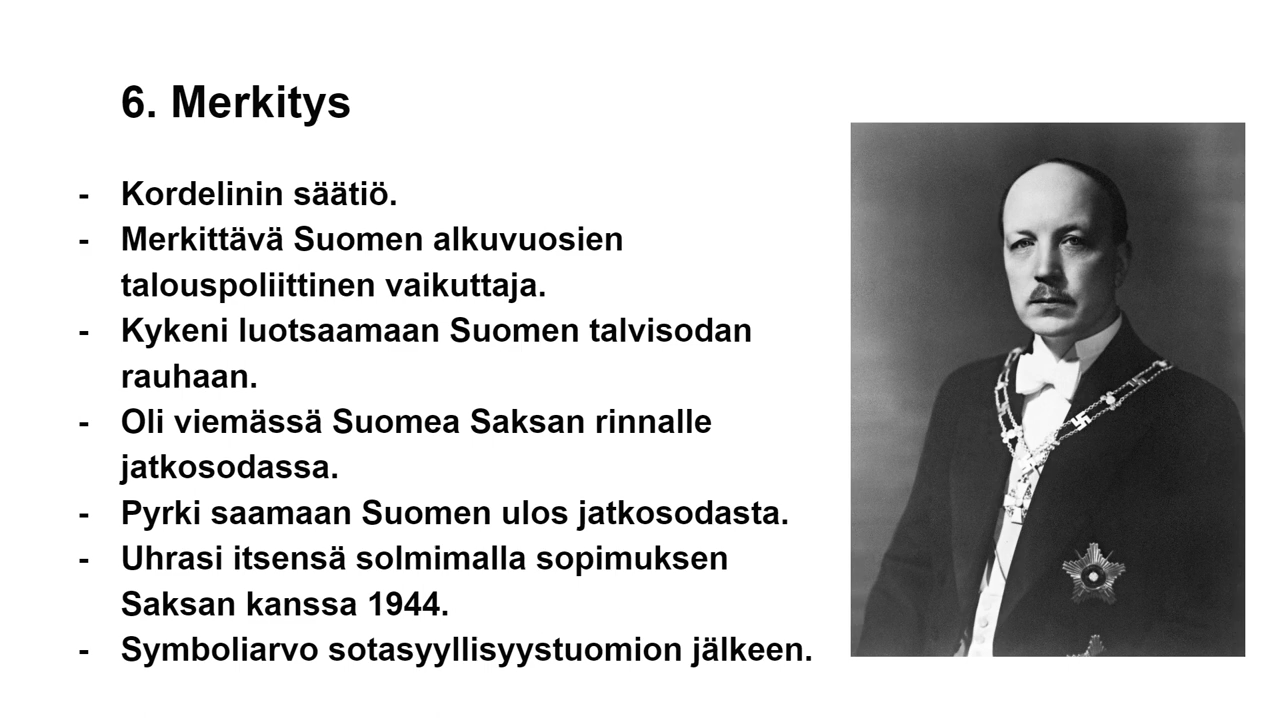 6. Merkitys
- Kordelinin säätiö.
- Merkittävä Suomen alkuvuosien
talouspoliittinen vaikuttaja.
- Kykeni luotsaamaan Suomen talvisodan
rauhaan.
- Oli viemässä Suomea Saksan rinnalle
jatkosodassa.
- Pyrki saamaan Suomen ulos jatkosodasta.
- Uhrasi itsensä solmimalla sopimuksen
Saksan kanssa 1944.
- Symboliarvo sotasyyllisyystuomion jälkeen.